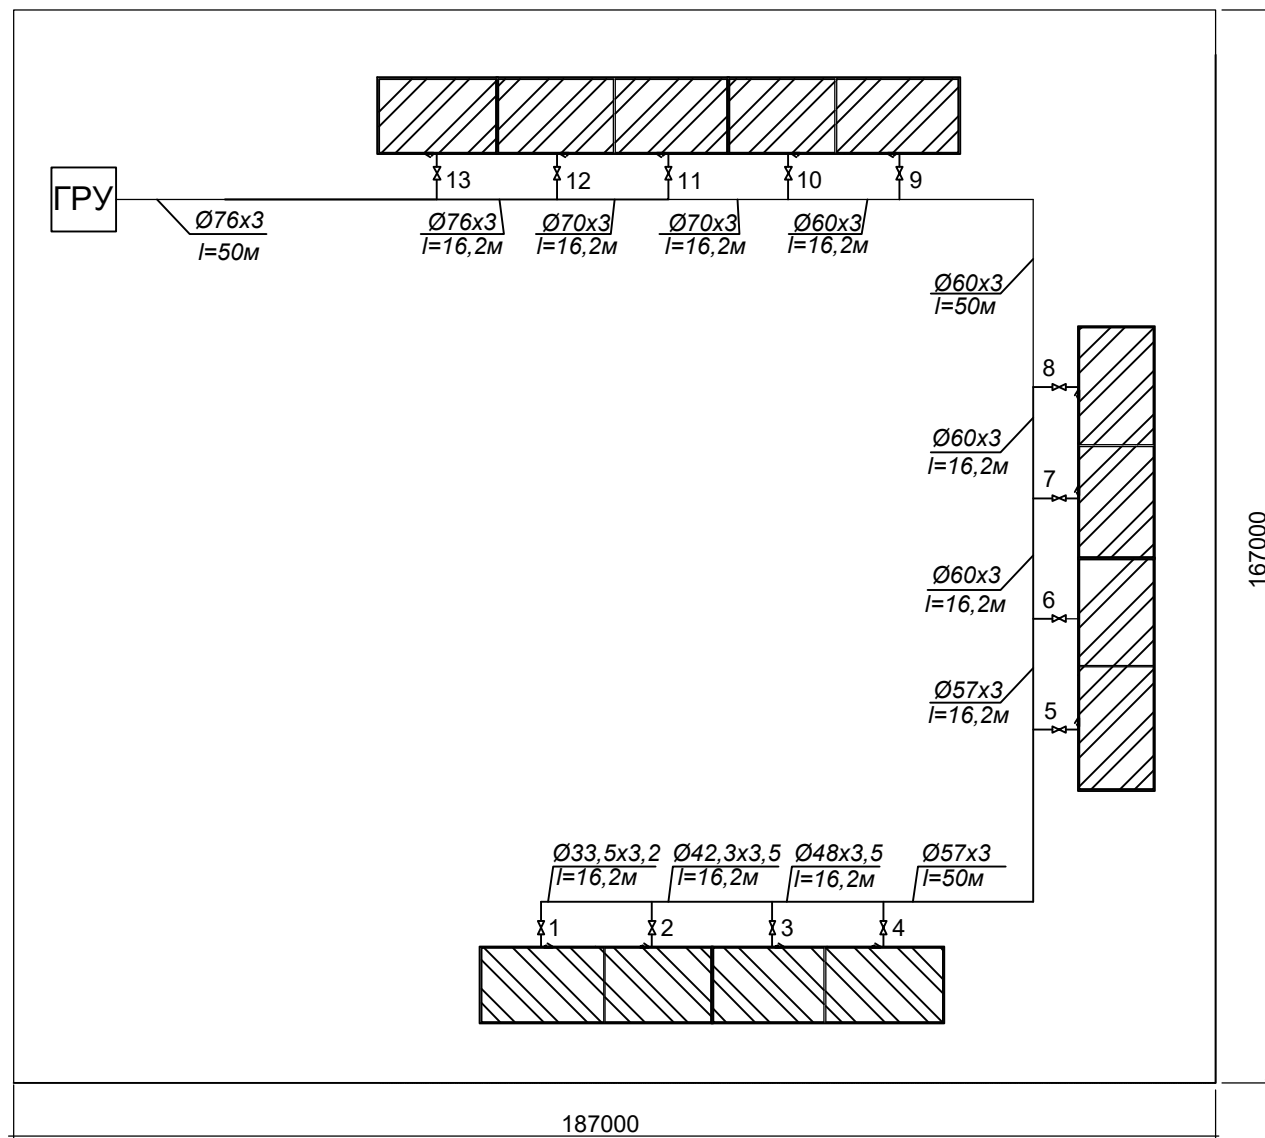 ГРУ
13
12
11
10
9
Ø76x3
l=50м
Ø76x3
l=16,2м
Ø70x3
l=16,2м
Ø70x3
l=16,2м
Ø60x3
l=16,2м
Ø60x3
l=50м
8
Ø60x3
l=16,2м
7
Ø60x3
l=16,2м
6
Ø57x3
l=16,2м
5
167000
Ø33,5x3,2
l=16,2м
Ø42,3x3,5
l=16,2м
Ø48x3,5
l=16,2м
Ø57x3
l=50м
1
2
3
4
187000